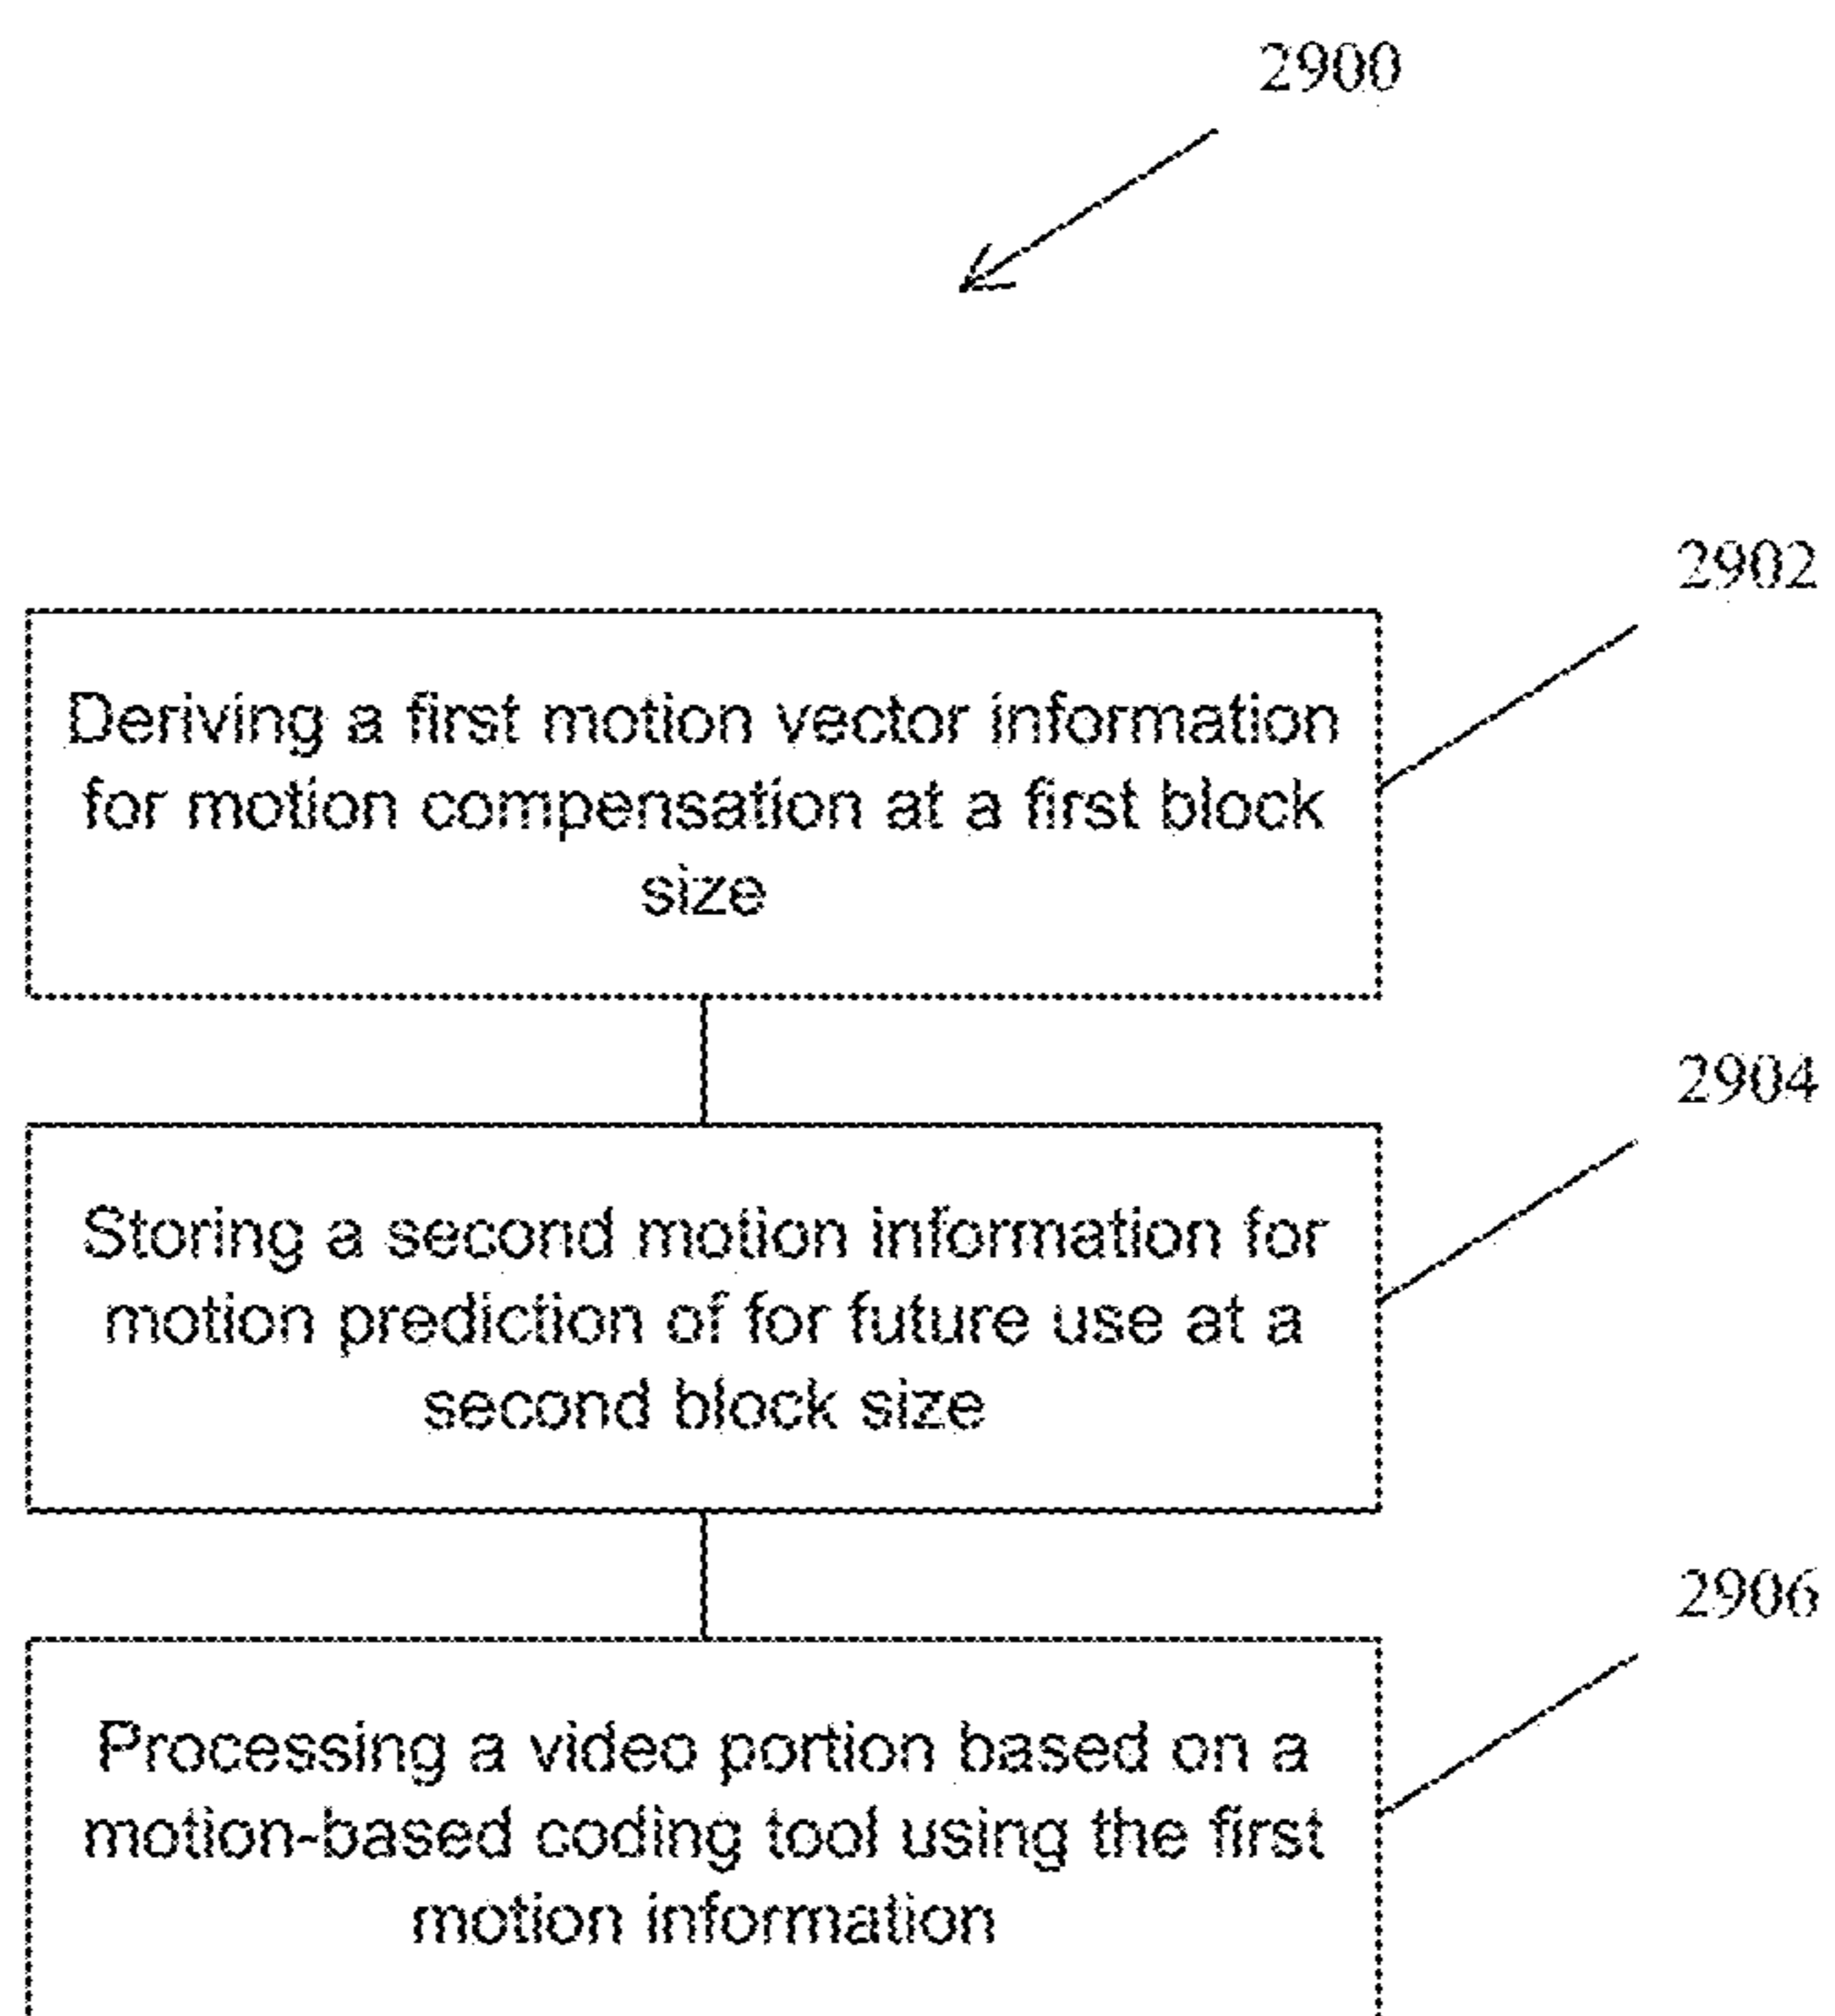 2900
2902
Deriving a first motion vector information
for motion compensation at a first block
size
2904
Storing a second motion information for
motion prediction of for future use at a
second block size
2906
Processing a video portion based on a
motion-based coding tool using the first
motion information